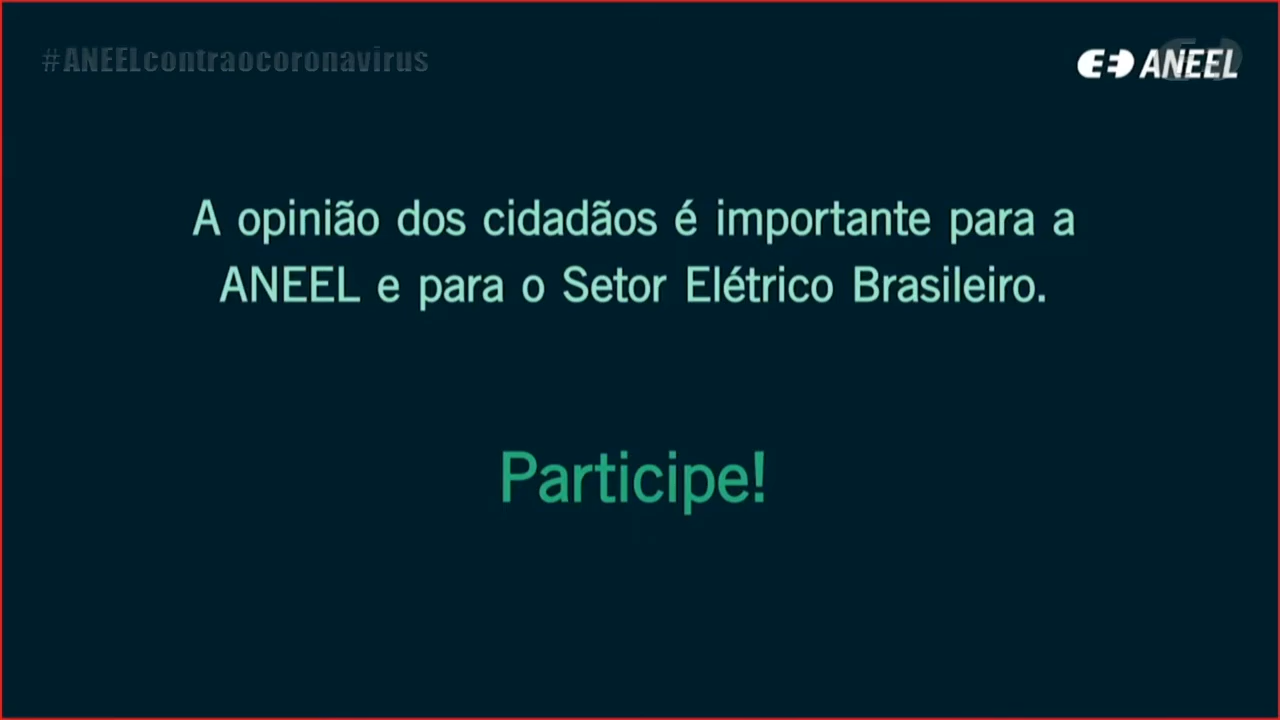 #ANEELcontraocoronavirus
ANEEL
A opinião dos cidadãos é importante para a
ANEEL e para o Setor Elétrico Brasileiro.
Participe!